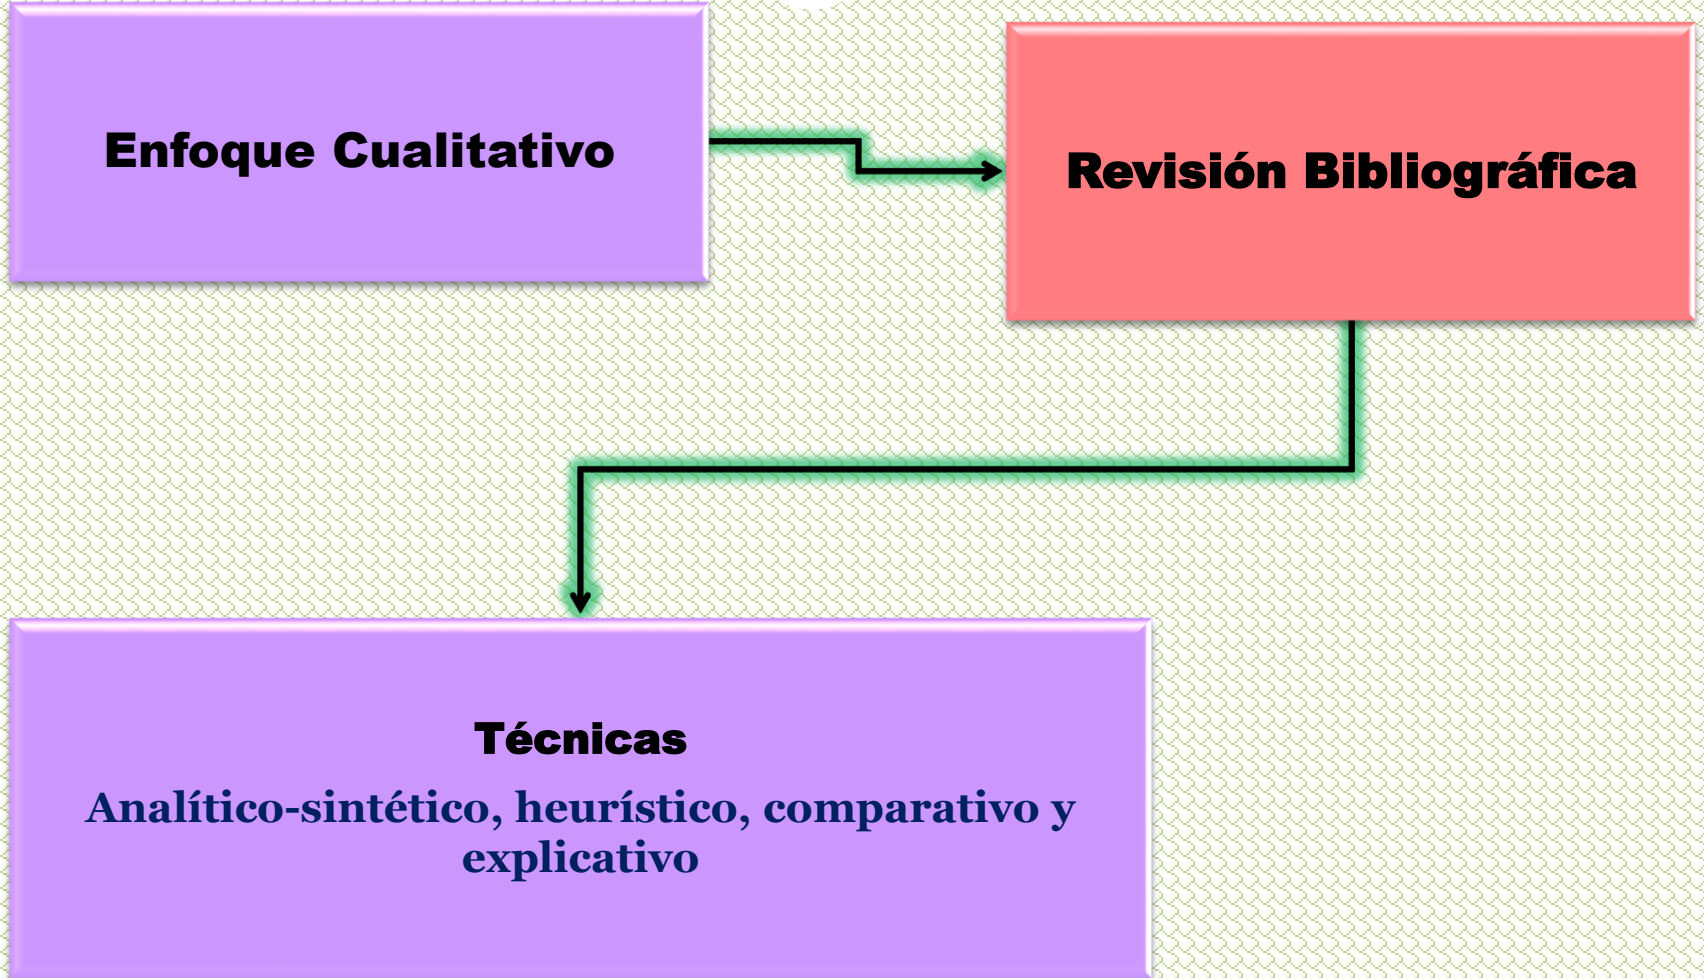 Enfoque Cualitativo
Revisión Bibliográfica
Técnicas
Analítico-sintético, heurístico, comparativo y
explicativo